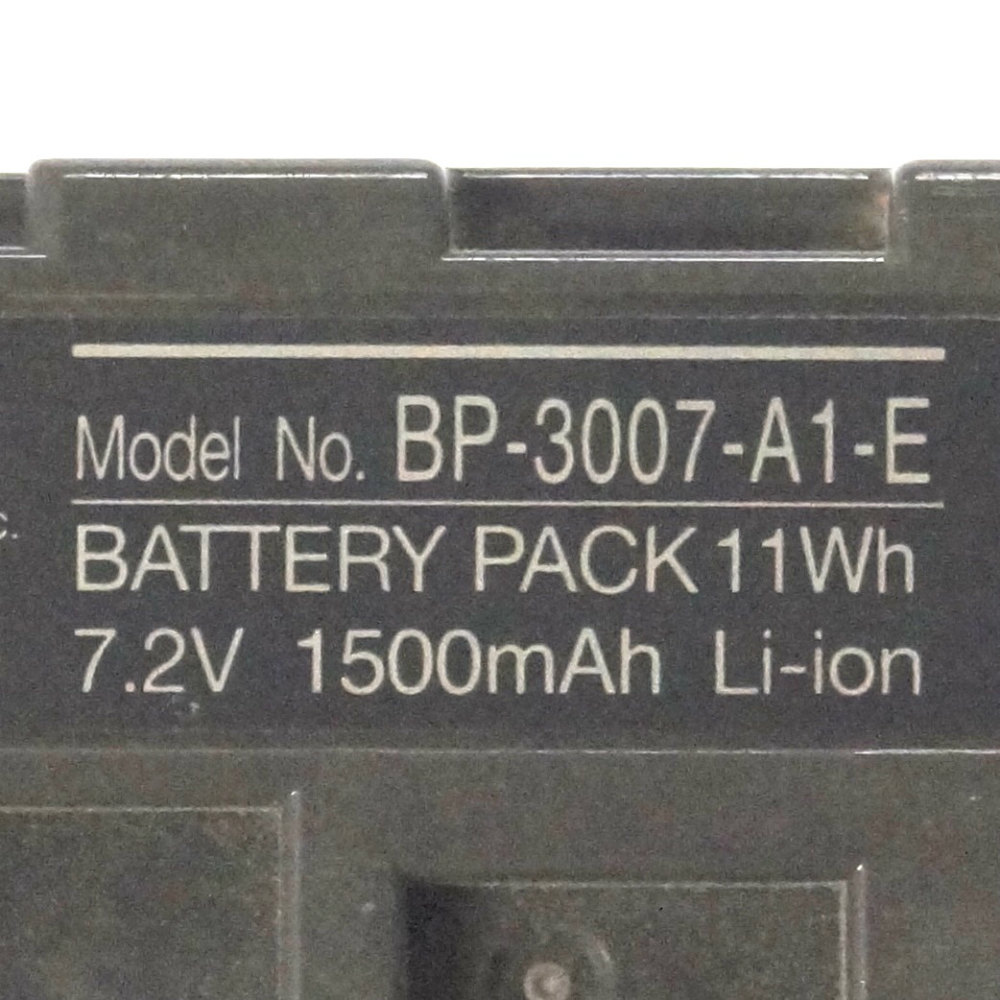 Model No. BP-3007-A1-E
BATTERY PACK 11Wh
7.2V 1500mAh Li-ion